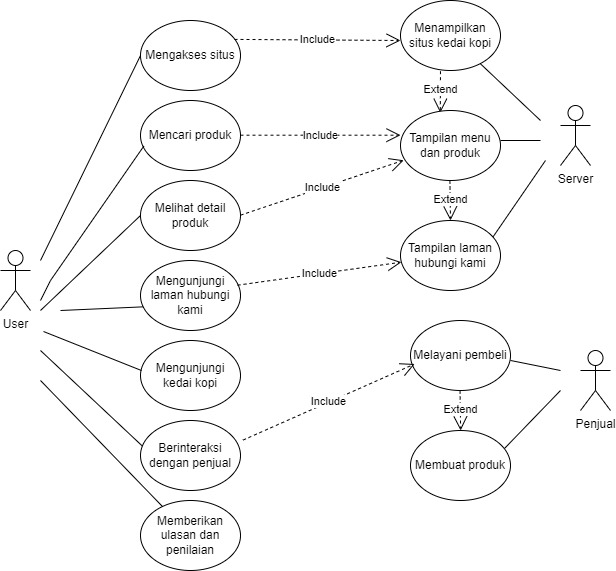 Mengakses situs
Include
Menampilkan
situs kedai kopi
Extend
Mencari produk
Include
Tampilan menu
dan produk
Server
Melihat detail
produk
Include
Extend
Tampilan laman
hubungi kami
User
Mengunjungi
laman hubungi
kami
Include
Mengunjungi
kedai kopi
Melayani pembeli
Include
Extend
Penjual
Berinteraksi
dengan penjual
Membuat produk
Memberikan
ulasan dan
penilaian